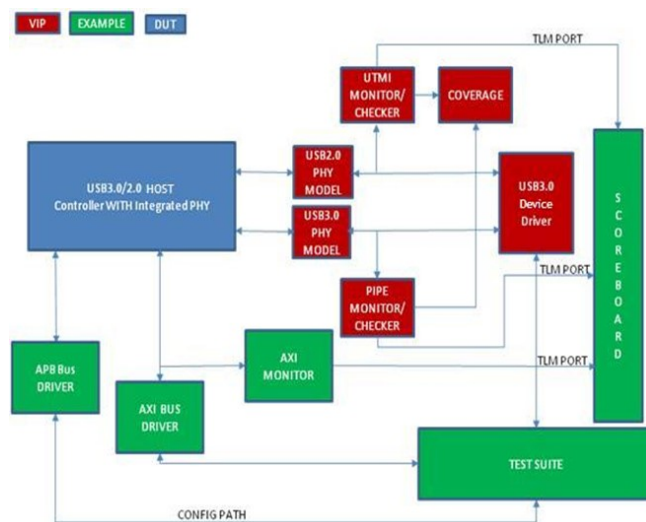 VIP
EXAMPLE
DUT
TLM PORT
UTMI
MONITOR/
CHECKER
COVERAGE
USB3.0/2.0 HOST
Controller WITH Integrated PHY
USB2.0
PHY
MODEL
USB3.0
PHY
MODEL
USB3.0
Device
Driver
SCOREBOARD
TLM PORT
PIPE
MONITOR/
CHECKER
APB Bus
DRIVER
AXI
MONITOR
TLM PORT
AXI BUS
DRIVER
TEST SUITE
CONFIG PATH